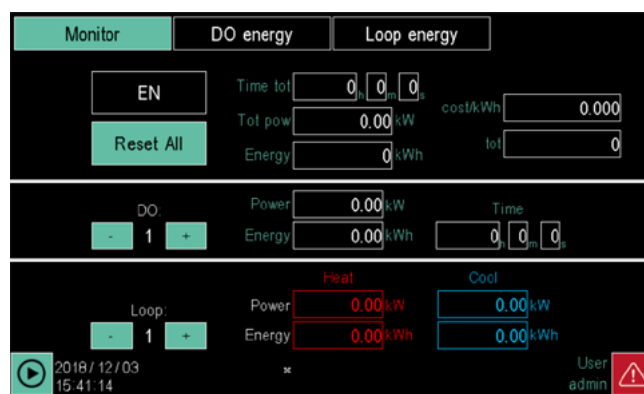 Monitor DO energy Loop energy
EN
Reset All
Time tot 0 h 0 m 0 s
Tot pow 0.00 kW
Energy 0 kWh
cost/kWh 0.000
tot 0
DO:
- 1 +
Power 0.00 kW
Energy 0.00 kWh
Time
0 h 0 m 0 s
Heat Cool
Loop:
- 1 +
Power 0.00 kW 0.00 kW
Energy 0.00 kWh 0.00 kWh
2018/12/03
15:41:14
User
admin